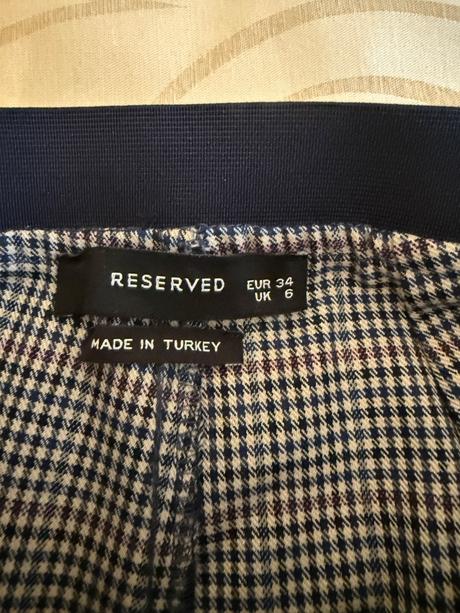 RESERVED
EUR 34
UK 6
MADE IN TURKEY